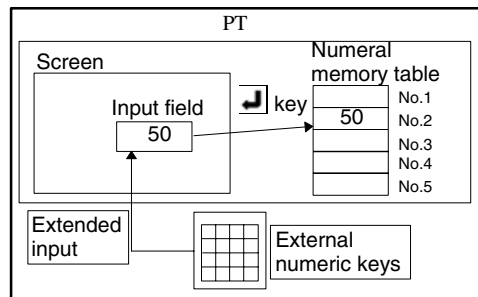 PT
Screen
Numeral
memory table
Input field
key
50
50
No.1
No.2
No.3
No.4
No.5
Extended
input
External
numeric keys